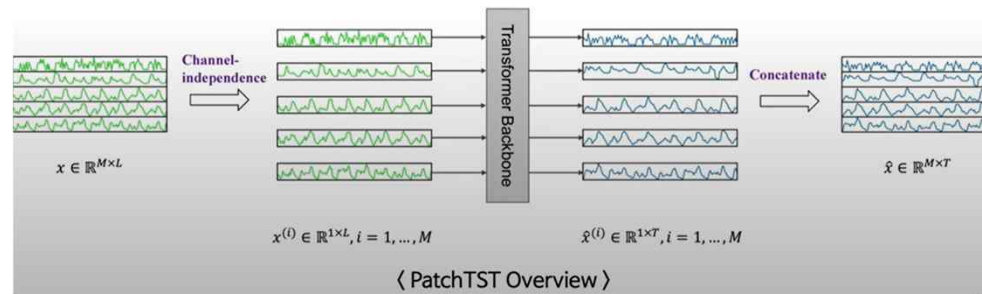 Channel-
independence
Transformer Backbone
Concatenate
x ∈ ℝ^{M×L}
x̂ ∈ ℝ^{M×T}
x^{(i)} ∈ ℝ^{1×L}, i = 1, ..., M
x̂^{(i)} ∈ ℝ^{1×T}, i = 1, ..., M
⟨ PatchTST Overview ⟩